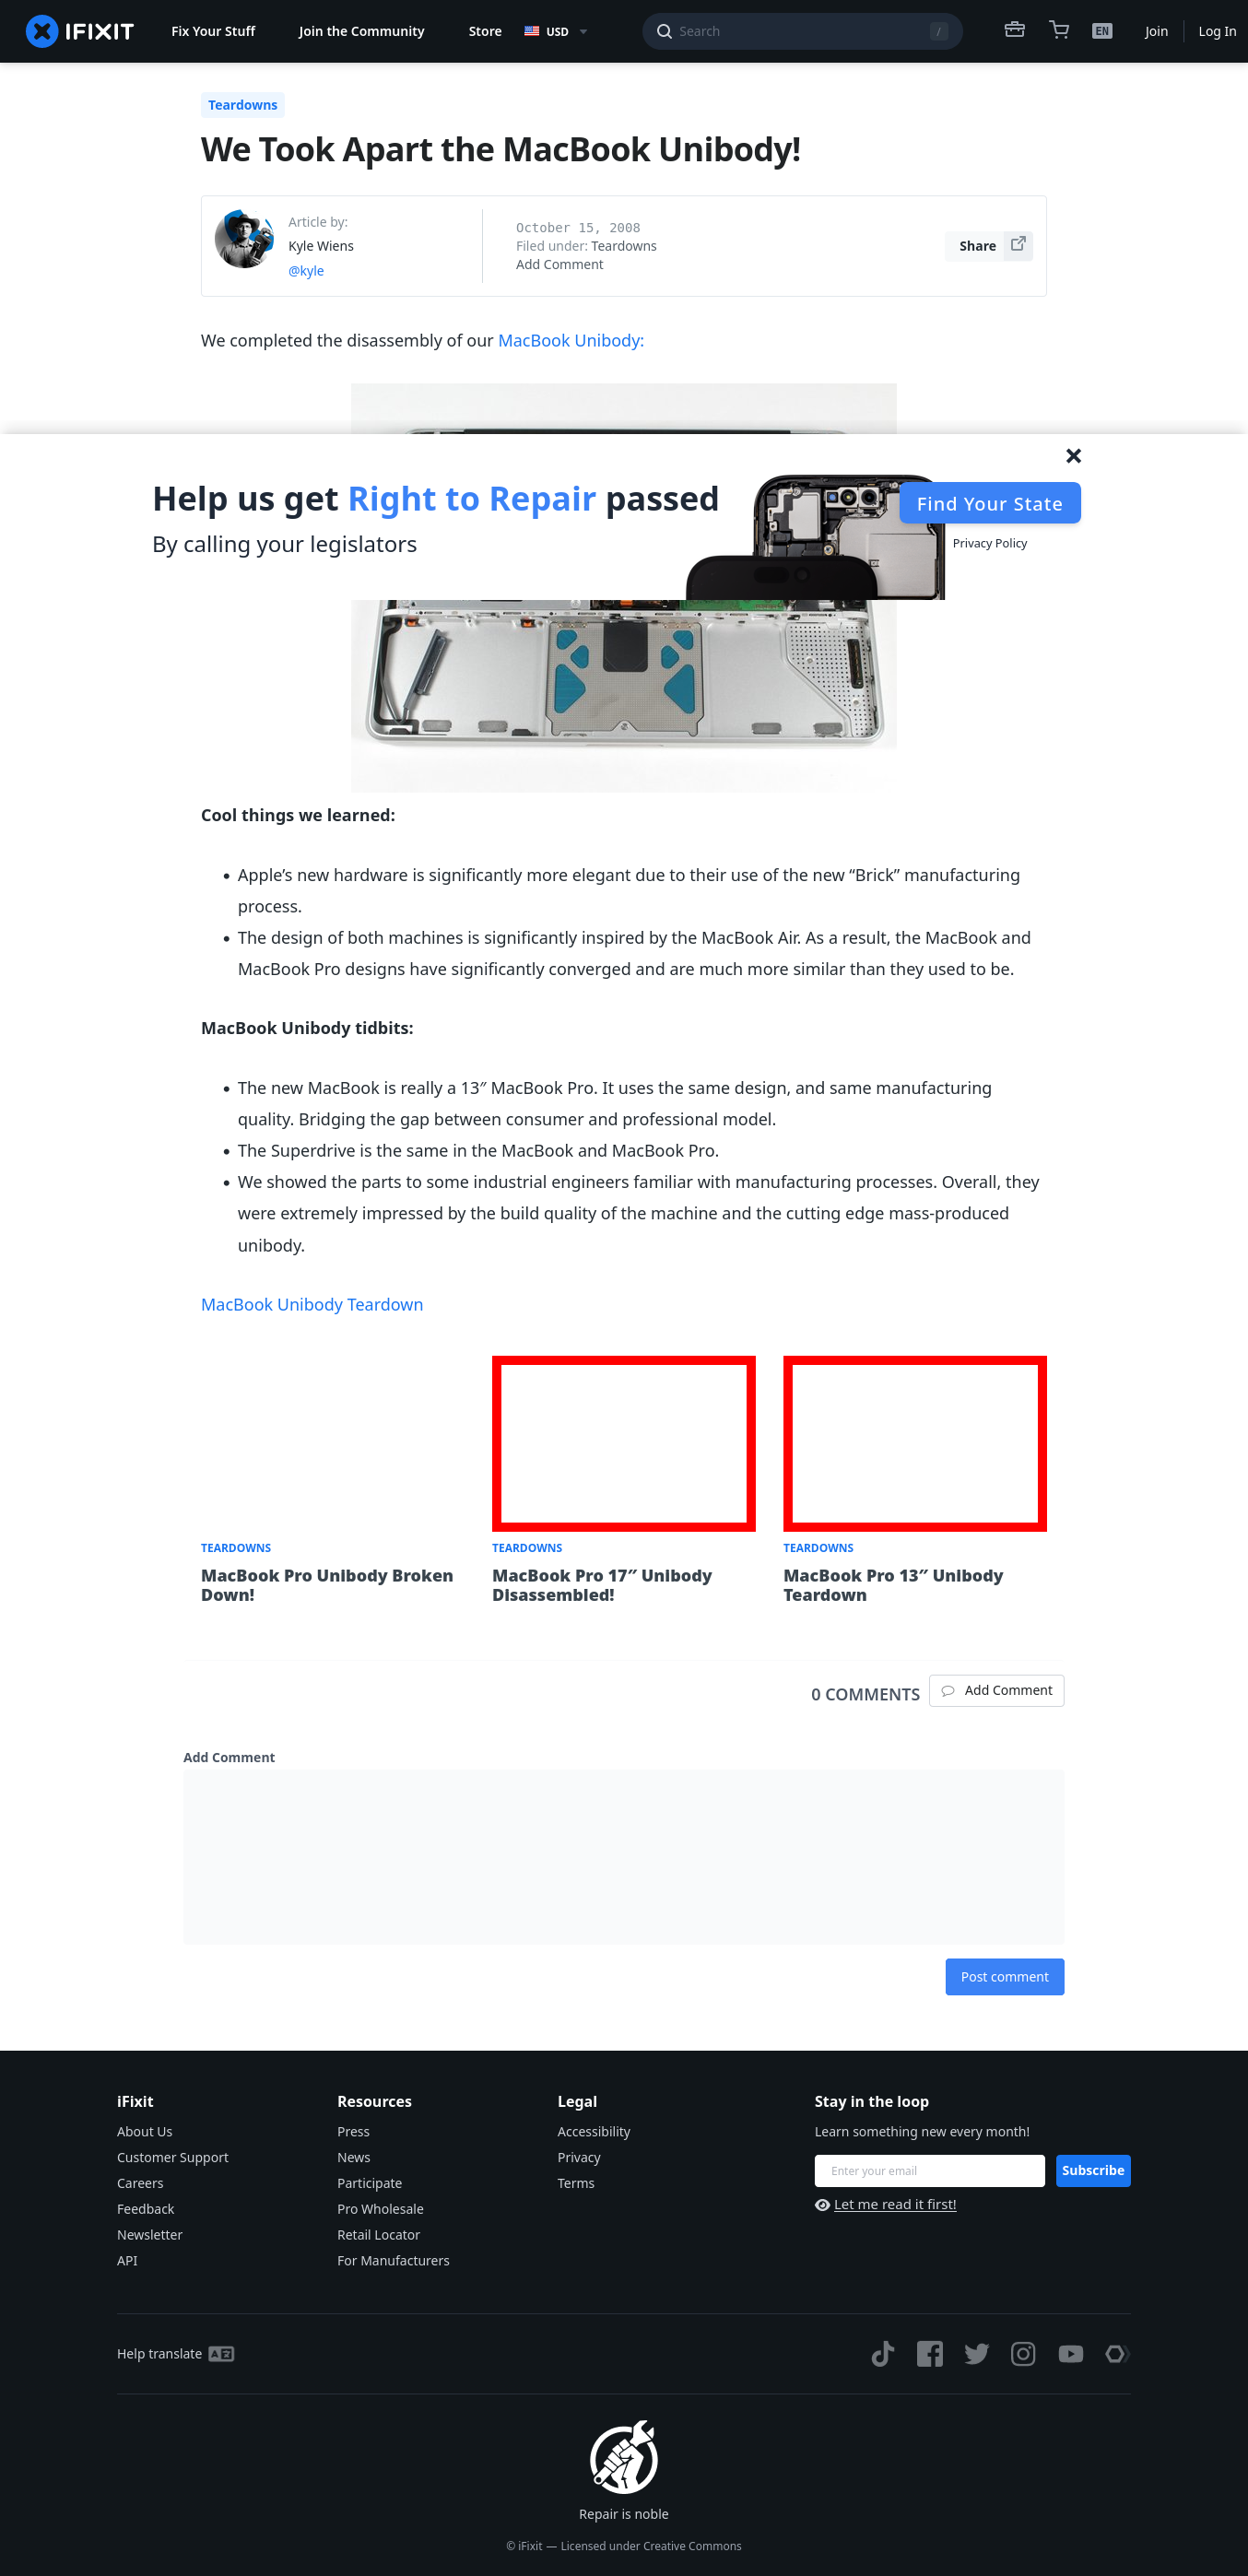 IFIXIT
Fix Your Stuff
Join the Community
Store
USD
Search
/
EN
Join
Log In
Teardowns
We Took Apart the MacBook Unibody!
Article by:
Kyle Wiens
@kyle
October 15, 2008
Filed under: Teardowns
Add Comment
Share
We completed the disassembly of our MacBook Unibody:
Help us get Right to Repair passed
By calling your legislators
Find Your State
Privacy Policy
Cool things we learned:
• Apple’s new hardware is significantly more elegant due to their use of the new “Brick” manufacturing
process.
• The design of both machines is significantly inspired by the MacBook Air. As a result, the MacBook and
MacBook Pro designs have significantly converged and are much more similar than they used to be.
MacBook Unibody tidbits:
• The new MacBook is really a 13″ MacBook Pro. It uses the same design, and same manufacturing
quality. Bridging the gap between consumer and professional model.
• The Superdrive is the same in the MacBook and MacBook Pro.
• We showed the parts to some industrial engineers familiar with manufacturing processes. Overall, they
were extremely impressed by the build quality of the machine and the cutting edge mass-produced
unibody.
MacBook Unibody Teardown
TEARDOWNS
MacBook Pro Unibody Broken
Down!
TEARDOWNS
MacBook Pro 17″ Unibody
Disassembled!
TEARDOWNS
MacBook Pro 13″ Unibody
Teardown
0 COMMENTS
Add Comment
Add Comment
Post comment
iFixit
About Us
Customer Support
Careers
Feedback
Newsletter
API
Resources
Press
News
Participate
Pro Wholesale
Retail Locator
For Manufacturers
Legal
Accessibility
Privacy
Terms
Stay in the loop
Learn something new every month!
Enter your email
Subscribe
Let me read it first!
Help translate
Repair is noble
© iFixit — Licensed under Creative Commons